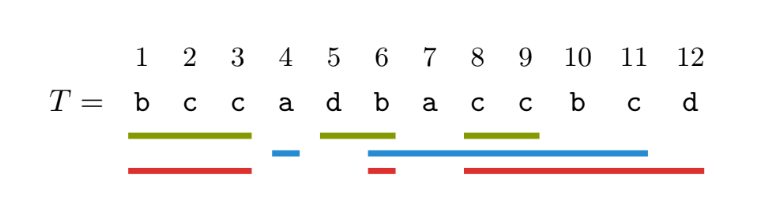 1 2 3 4 5 6 7 8 9 10 11 12
T = b c c a d b a c c b c d